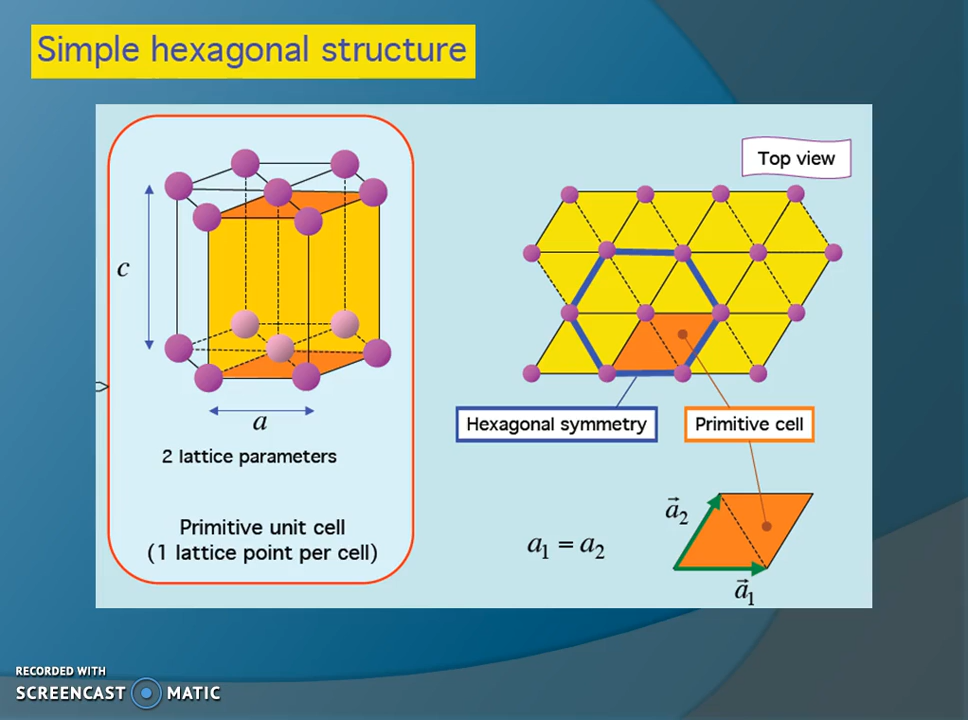 Simple hexagonal structure
Top view
c
a
2 lattice parameters
Primitive unit cell
(1 lattice point per cell)
Hexagonal symmetry
Primitive cell
a⃗₂
a₁ = a₂
a⃗₁
RECORDED WITH
SCREENCAST MATIC